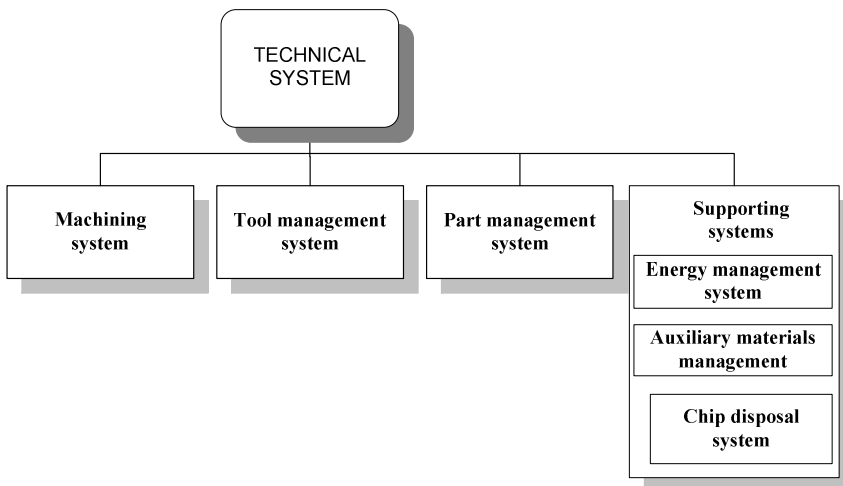 TECHNICAL
SYSTEM
Machining
system
Tool management
system
Part management
system
Supporting
systems
Energy management
system
Auxiliary materials
management
Chip disposal
system